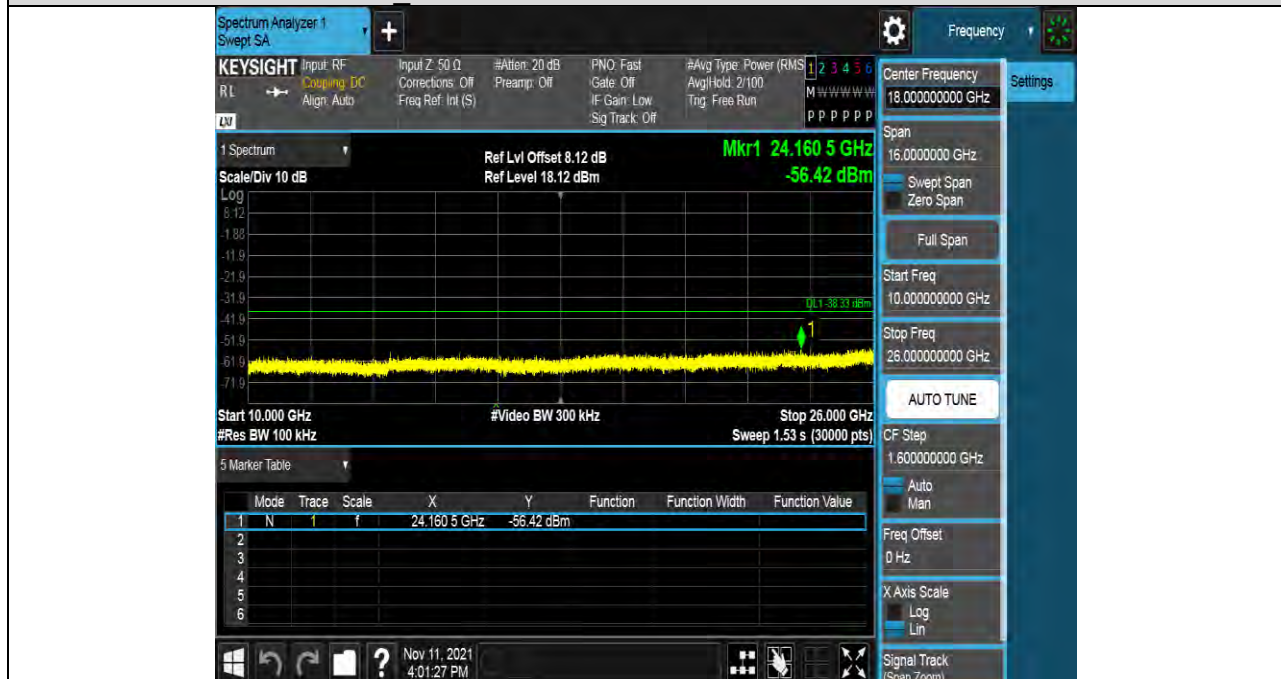 Spectrum Analyzer 1
Swept SA
+
Frequency
KEYSIGHT
RL
LXI
Input: RF
Coupling: DC
Align: Auto
Input Z: 50 Ω
Corrections: Off
Freq Ref: Int (S)
#Atten: 20 dB
Preamp: Off
PNO: Fast
Gate: Off
IF Gain: Low
Sig Track: Off
#Avg Type: Power (RMS
Avg|Hold: 2/100
Trig: Free Run
1 2 3 4 5 6
M W W W W W
P P P P P P
Center Frequency
18.000000000 GHz
Settings
Span
16.0000000 GHz
Swept Span
Zero Span
Full Span
Start Freq
10.000000000 GHz
Stop Freq
26.000000000 GHz
AUTO TUNE
CF Step
1.600000000 GHz
Auto
Man
Freq Offset
0 Hz
X Axis Scale
Log
Lin
Signal Track
(Span Zoom)
1 Spectrum
Scale/Div 10 dB
Ref Lvl Offset 8.12 dB
Ref Level 18.12 dBm
Mkr1 24.160 5 GHz
-56.42 dBm
Log
8.12
-1.88
-11.9
-21.9
-31.9
-41.9
-51.9
-61.9
-71.9
DL1 -38.33 dBm
1
Start 10.000 GHz
#Res BW 100 kHz
#Video BW 300 kHz
Stop 26.000 GHz
Sweep 1.53 s (30000 pts)
5 Marker Table
Mode Trace Scale X Y Function Function Width Function Value
1 N 1 f 24.160 5 GHz -56.42 dBm
2
3
4
5
6
?
Nov 11, 2021
4:01:27 PM